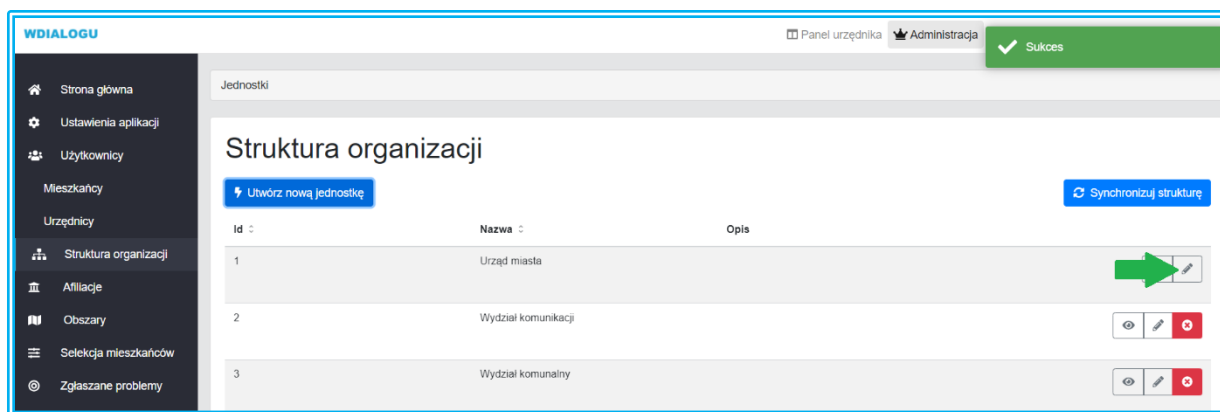 WDIALOGU
Panel urzędnika
Administracja
Sukces
Strona główna
Ustawienia aplikacji
Użytkownicy
Mieszkańcy
Urzędnicy
Struktura organizacji
Afiliacje
Obszary
Selekcja mieszkańców
Zgłaszane problemy
Jednostki
Struktura organizacji
Utwórz nową jednostkę
Synchronizuj strukturę
Id Nazwa Opis
1 Urząd miasta
2 Wydział komunikacji
3 Wydział komunalny